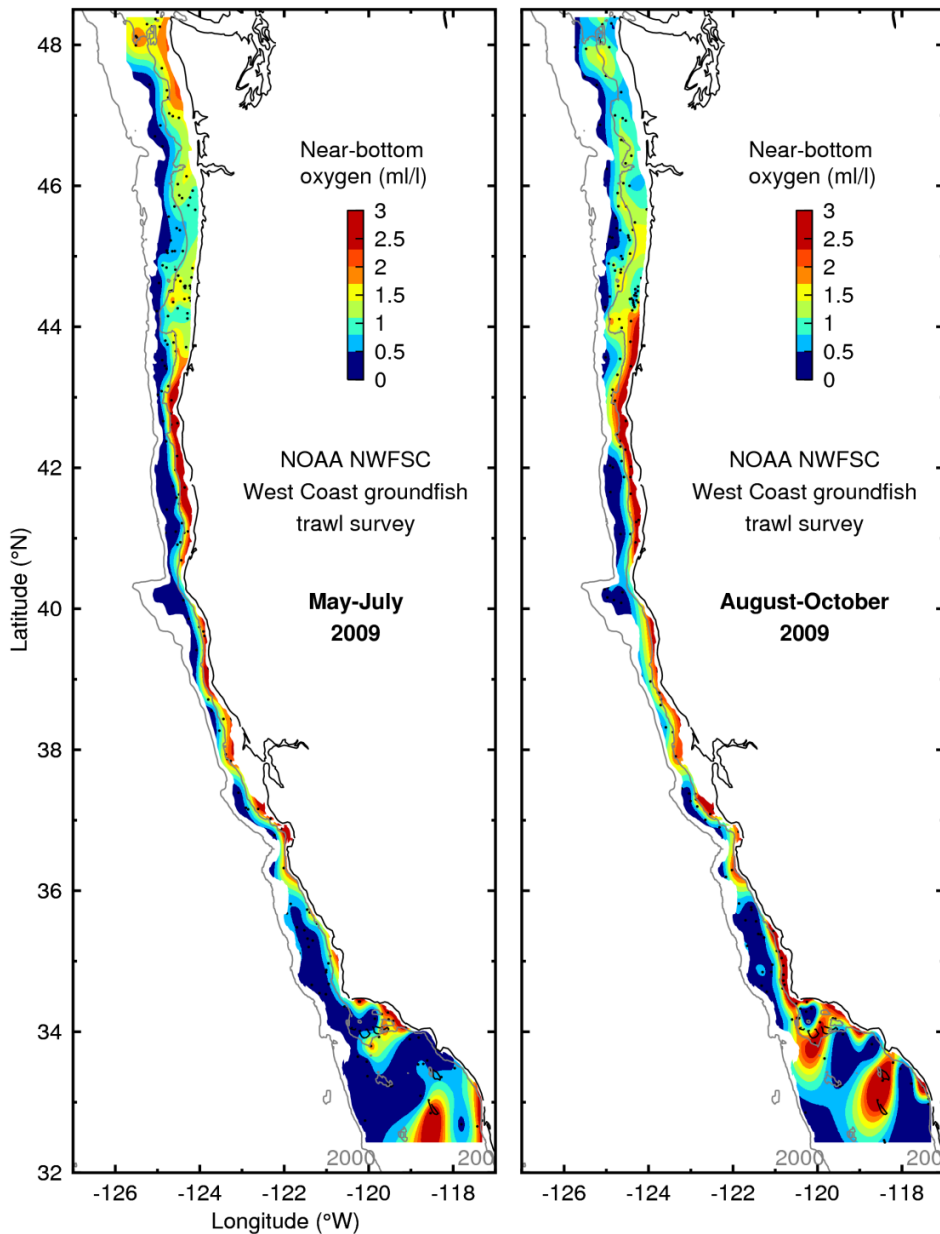 48
46
44
42
40
38
36
34
32
Latitude (°N)
Near-bottom
oxygen (ml/l)
3
2.5
2
1.5
1
0.5
0
NOAA NWFSC
West Coast groundfish
trawl survey
May-July
2009
2000
200
-126
-124
-122
-120
-118
Longitude (°W)
Near-bottom
oxygen (ml/l)
3
2.5
2
1.5
1
0.5
0
NOAA NWFSC
West Coast groundfish
trawl survey
August-October
2009
2000
200
-126
-124
-122
-120
-118